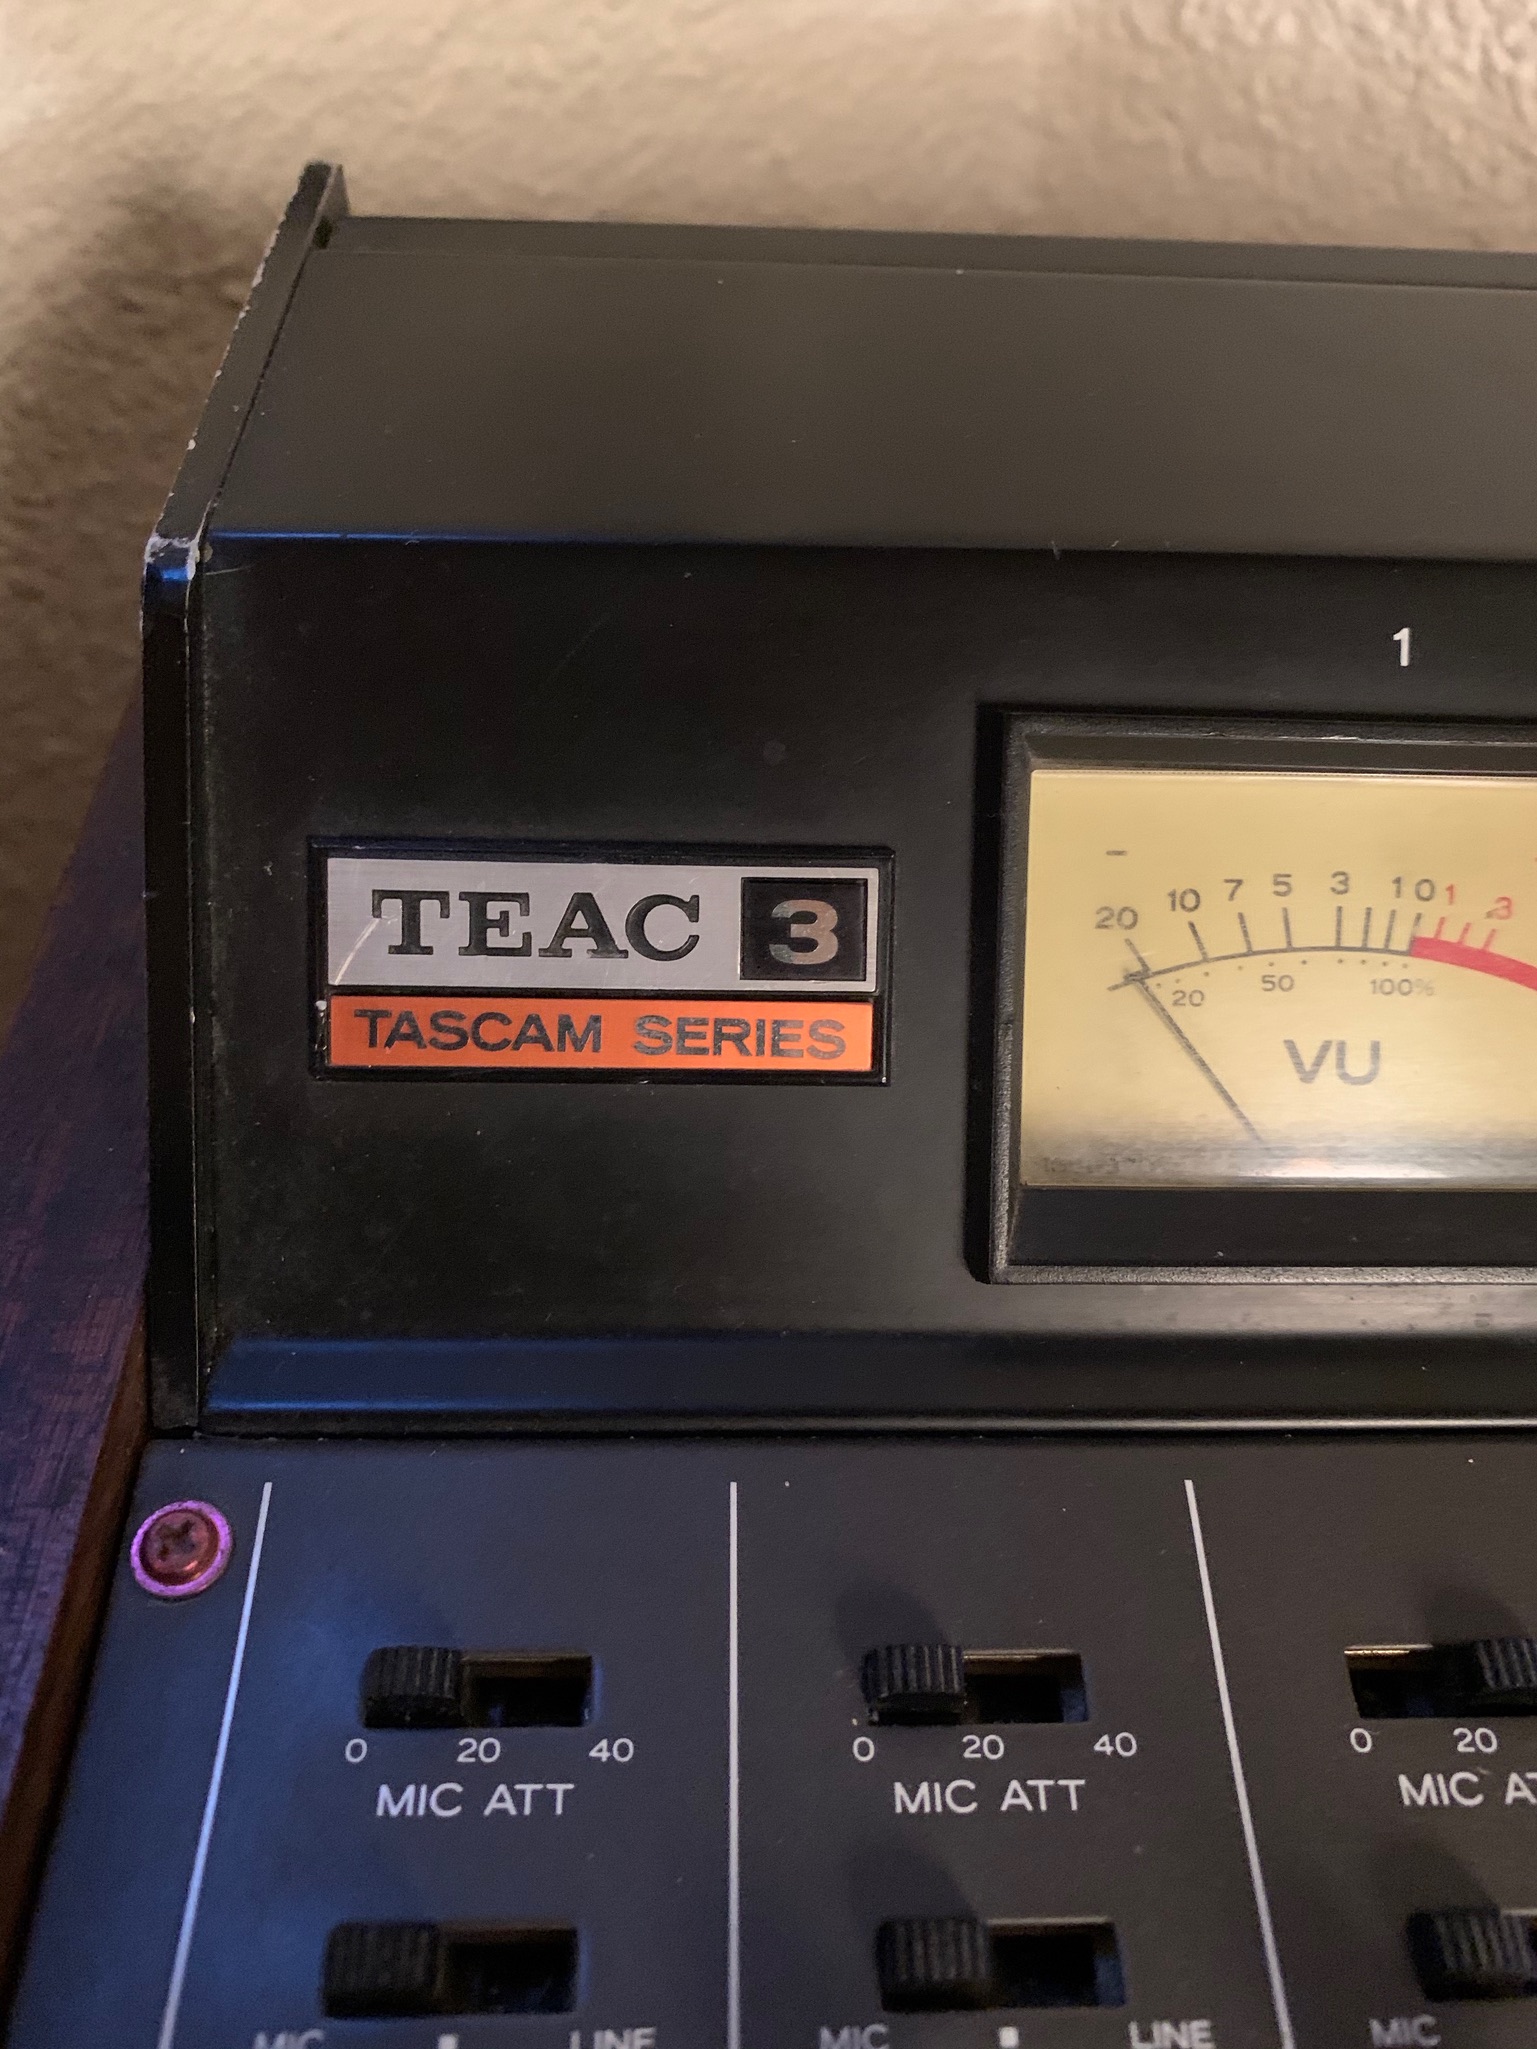 1
TEAC 3
TASCAM SERIES
–
20 10 7 5 3 1 0 1 3
20 50 100%
VU
0 20 40
MIC ATT
0 20 40
MIC ATT
0 20
MIC
MIC LINE
MIC LINE
MIC